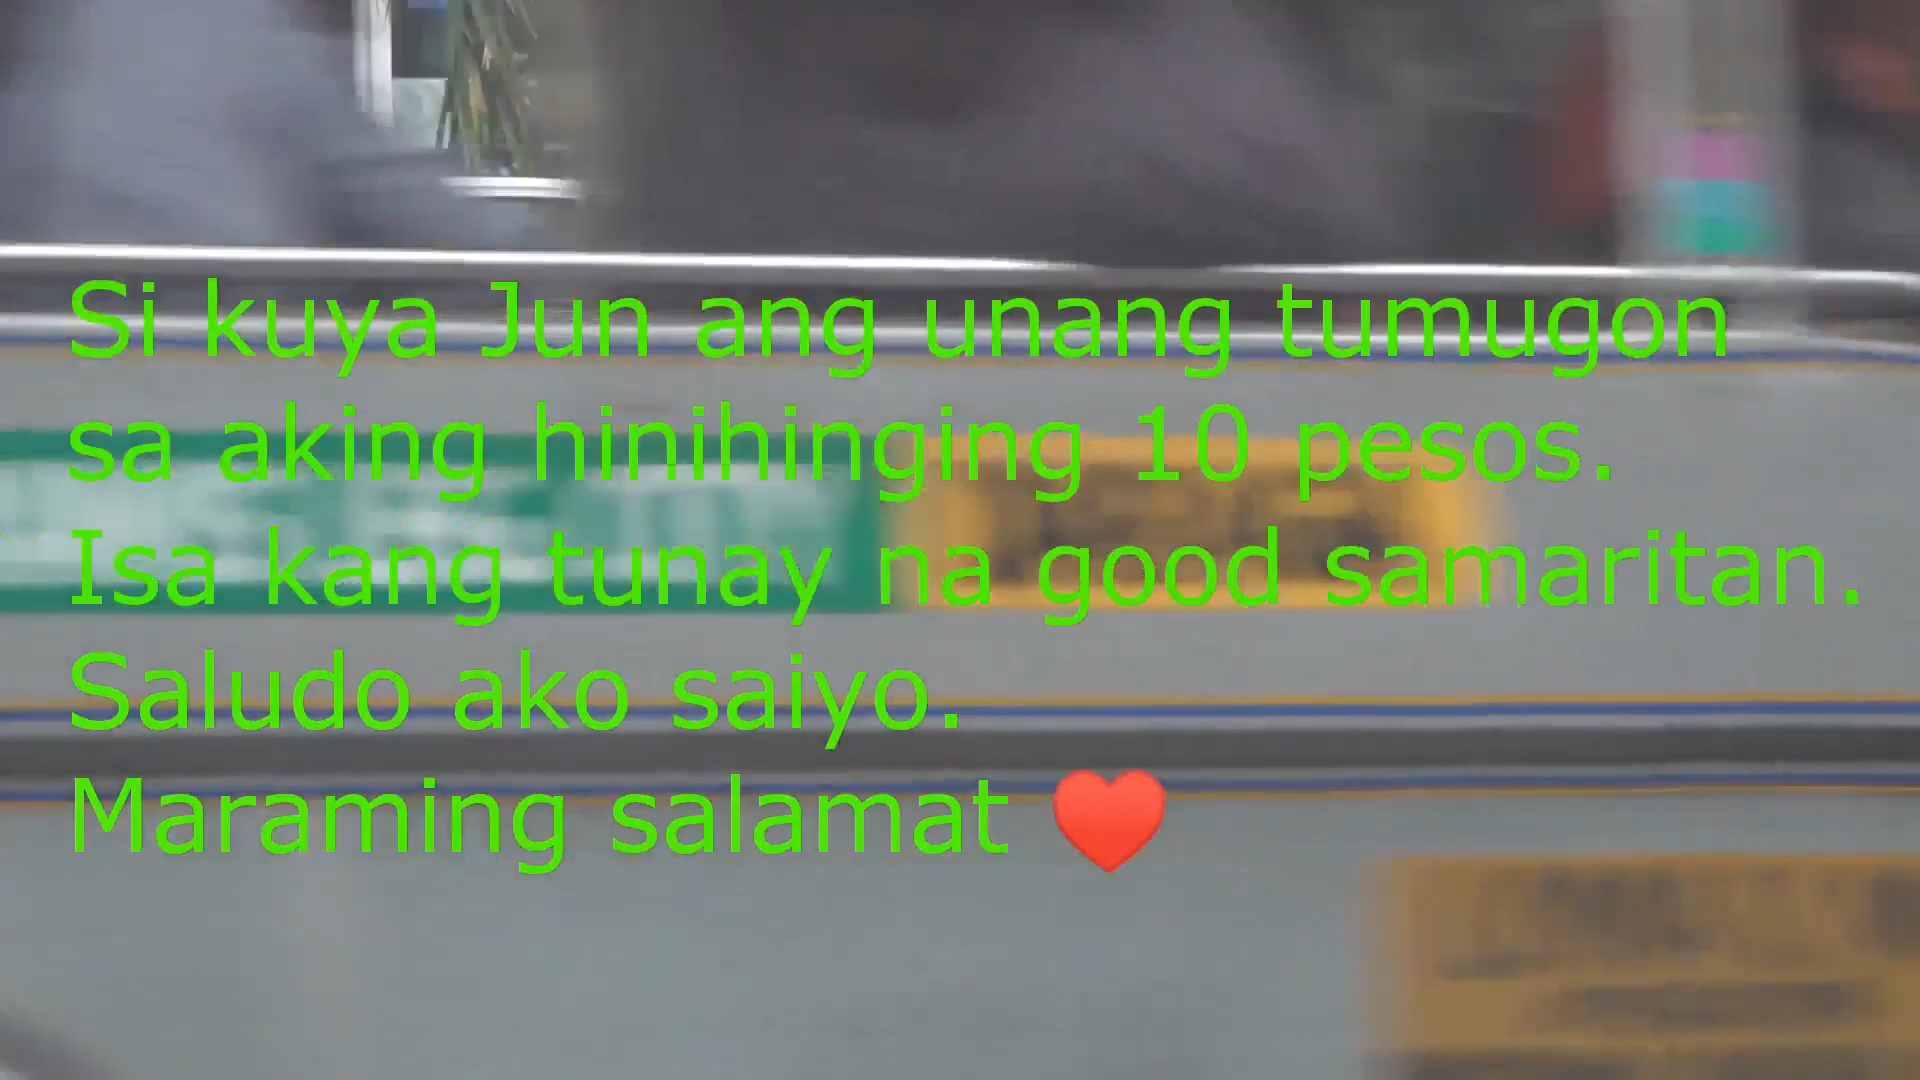 Si kuya Jun ang unang tumugon
sa aking hinihinging 10 pesos.
Isa kang tunay na good samaritan.
Saludo ako saiyo.
Maraming salamat ❤️